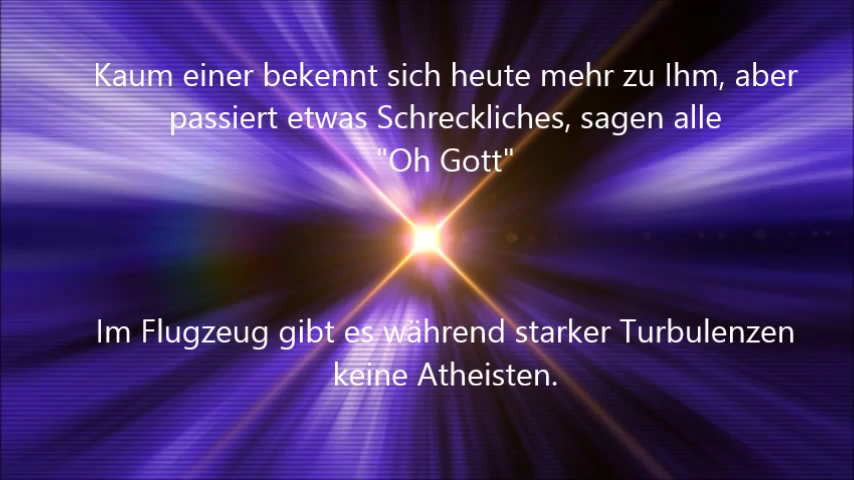 Kaum einer bekennt sich heute mehr zu Ihm, aber
passiert etwas Schreckliches, sagen alle
"Oh Gott"
Im Flugzeug gibt es während starker Turbulenzen
keine Atheisten.